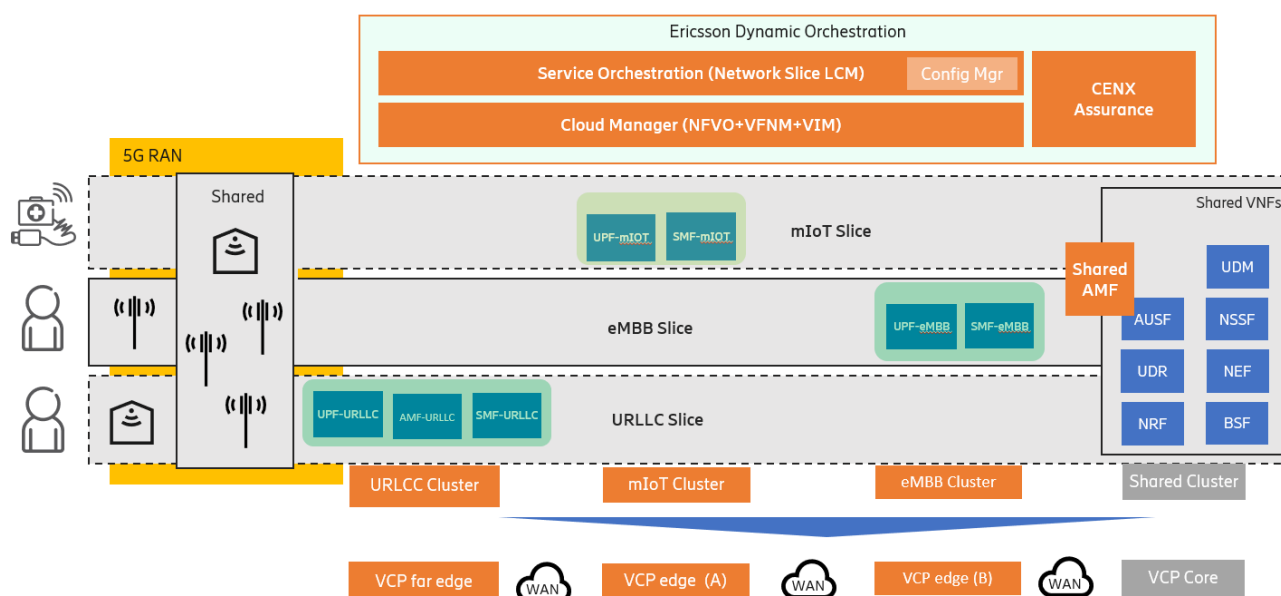 Ericsson Dynamic Orchestration
Service Orchestration (Network Slice LCM)
Config Mgr
CENX
Assurance
Cloud Manager (NFVO+VFNM+VIM)
5G RAN
Shared
Shared VNFs
UPF-mIOT
SMF-mIOT
mIoT Slice
Shared
AMF
UDM
UPF-eMBB
SMF-eMBB
eMBB Slice
AUSF
NSSF
UDR
NEF
UPF-URLLC
AMF-URLLC
SMF-URLLC
URLLC Slice
NRF
BSF
URLCC Cluster
mIoT Cluster
eMBB Cluster
Shared Cluster
VCP far edge
WAN
VCP edge (A)
WAN
VCP edge (B)
WAN
VCP Core